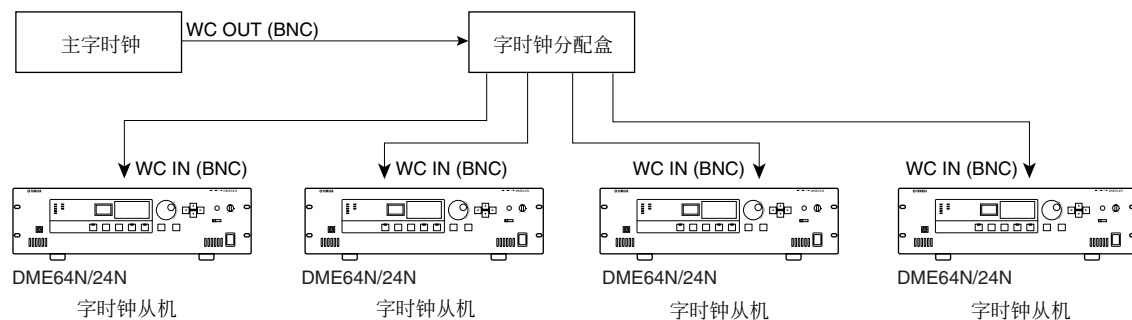 主字时钟
WC OUT (BNC)
字时钟分配盒
WC IN (BNC)
WC IN (BNC)
WC IN (BNC)
WC IN (BNC)
DME64N/24N
DME64N/24N
DME64N/24N
DME64N/24N
字时钟从机
字时钟从机
字时钟从机
字时钟从机